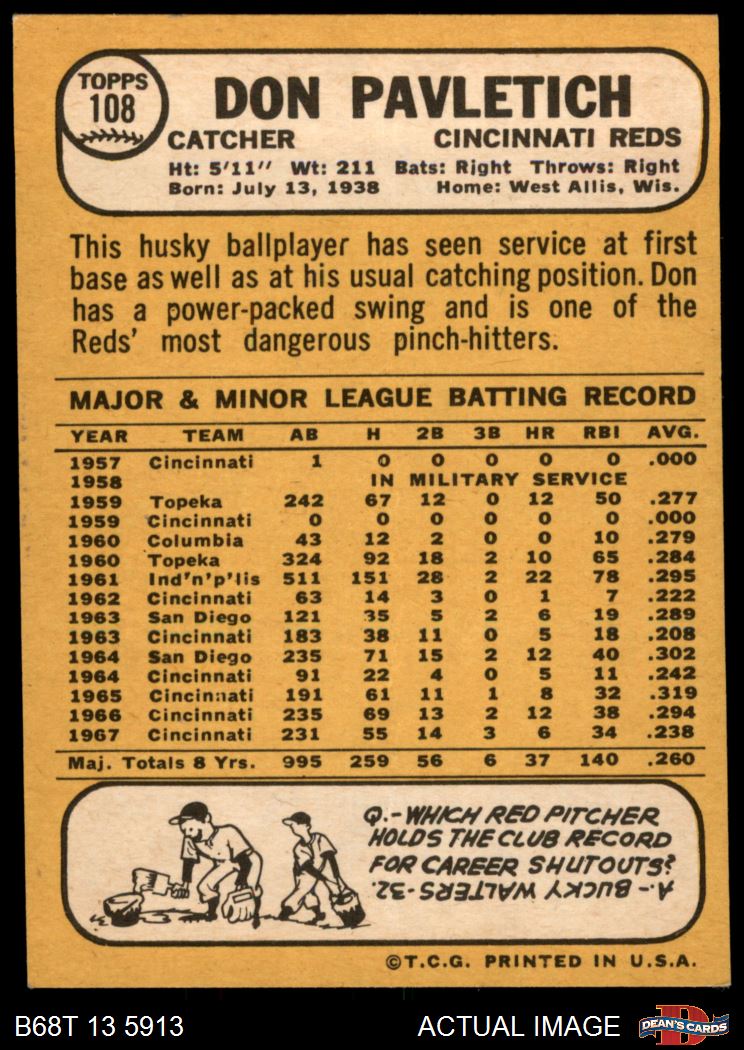 TOPPS
108
DON PAVLETICH
CATCHER CINCINNATI REDS
Ht: 5'11" Wt: 211 Bats: Right Throws: Right
Born: July 13, 1938 Home: West Allis, Wis.
This husky ballplayer has seen service at first
base as well as at his usual catching position. Don
has a power-packed swing and is one of the
Reds' most dangerous pinch-hitters.
MAJOR & MINOR LEAGUE BATTING RECORD
YEAR TEAM AB H 2B 3B HR RBI AVG.
1957 Cincinnati 1 0 0 0 0 0 .000
1958 IN MILITARY SERVICE
1959 Topeka 242 67 12 0 12 50 .277
1959 Cincinnati 0 0 0 0 0 0 .000
1960 Columbia 43 12 2 0 0 10 .279
1960 Topeka 324 92 18 2 10 65 .284
1961 Ind'n'p'lis 511 151 28 2 22 78 .295
1962 Cincinnati 63 14 3 0 1 7 .222
1963 San Diego 121 35 5 2 6 19 .289
1963 Cincinnati 183 38 11 0 5 18 .208
1964 San Diego 235 71 15 2 12 40 .302
1964 Cincinnati 91 22 4 0 5 11 .242
1965 Cincinnati 191 61 11 1 8 32 .319
1966 Cincinnati 235 69 13 2 12 38 .294
1967 Cincinnati 231 55 14 3 6 34 .238
Maj. Totals 8 Yrs. 995 259 56 6 37 140 .260
Q.-WHICH RED PITCHER
HOLDS THE CLUB RECORD
FOR CAREER SHUTOUTS?
A.- BUCKY WALTERS-32.
©T.C.G. PRINTED IN U.S.A.
B68T 13 5913 ACTUAL IMAGE DEAN'S CARDS